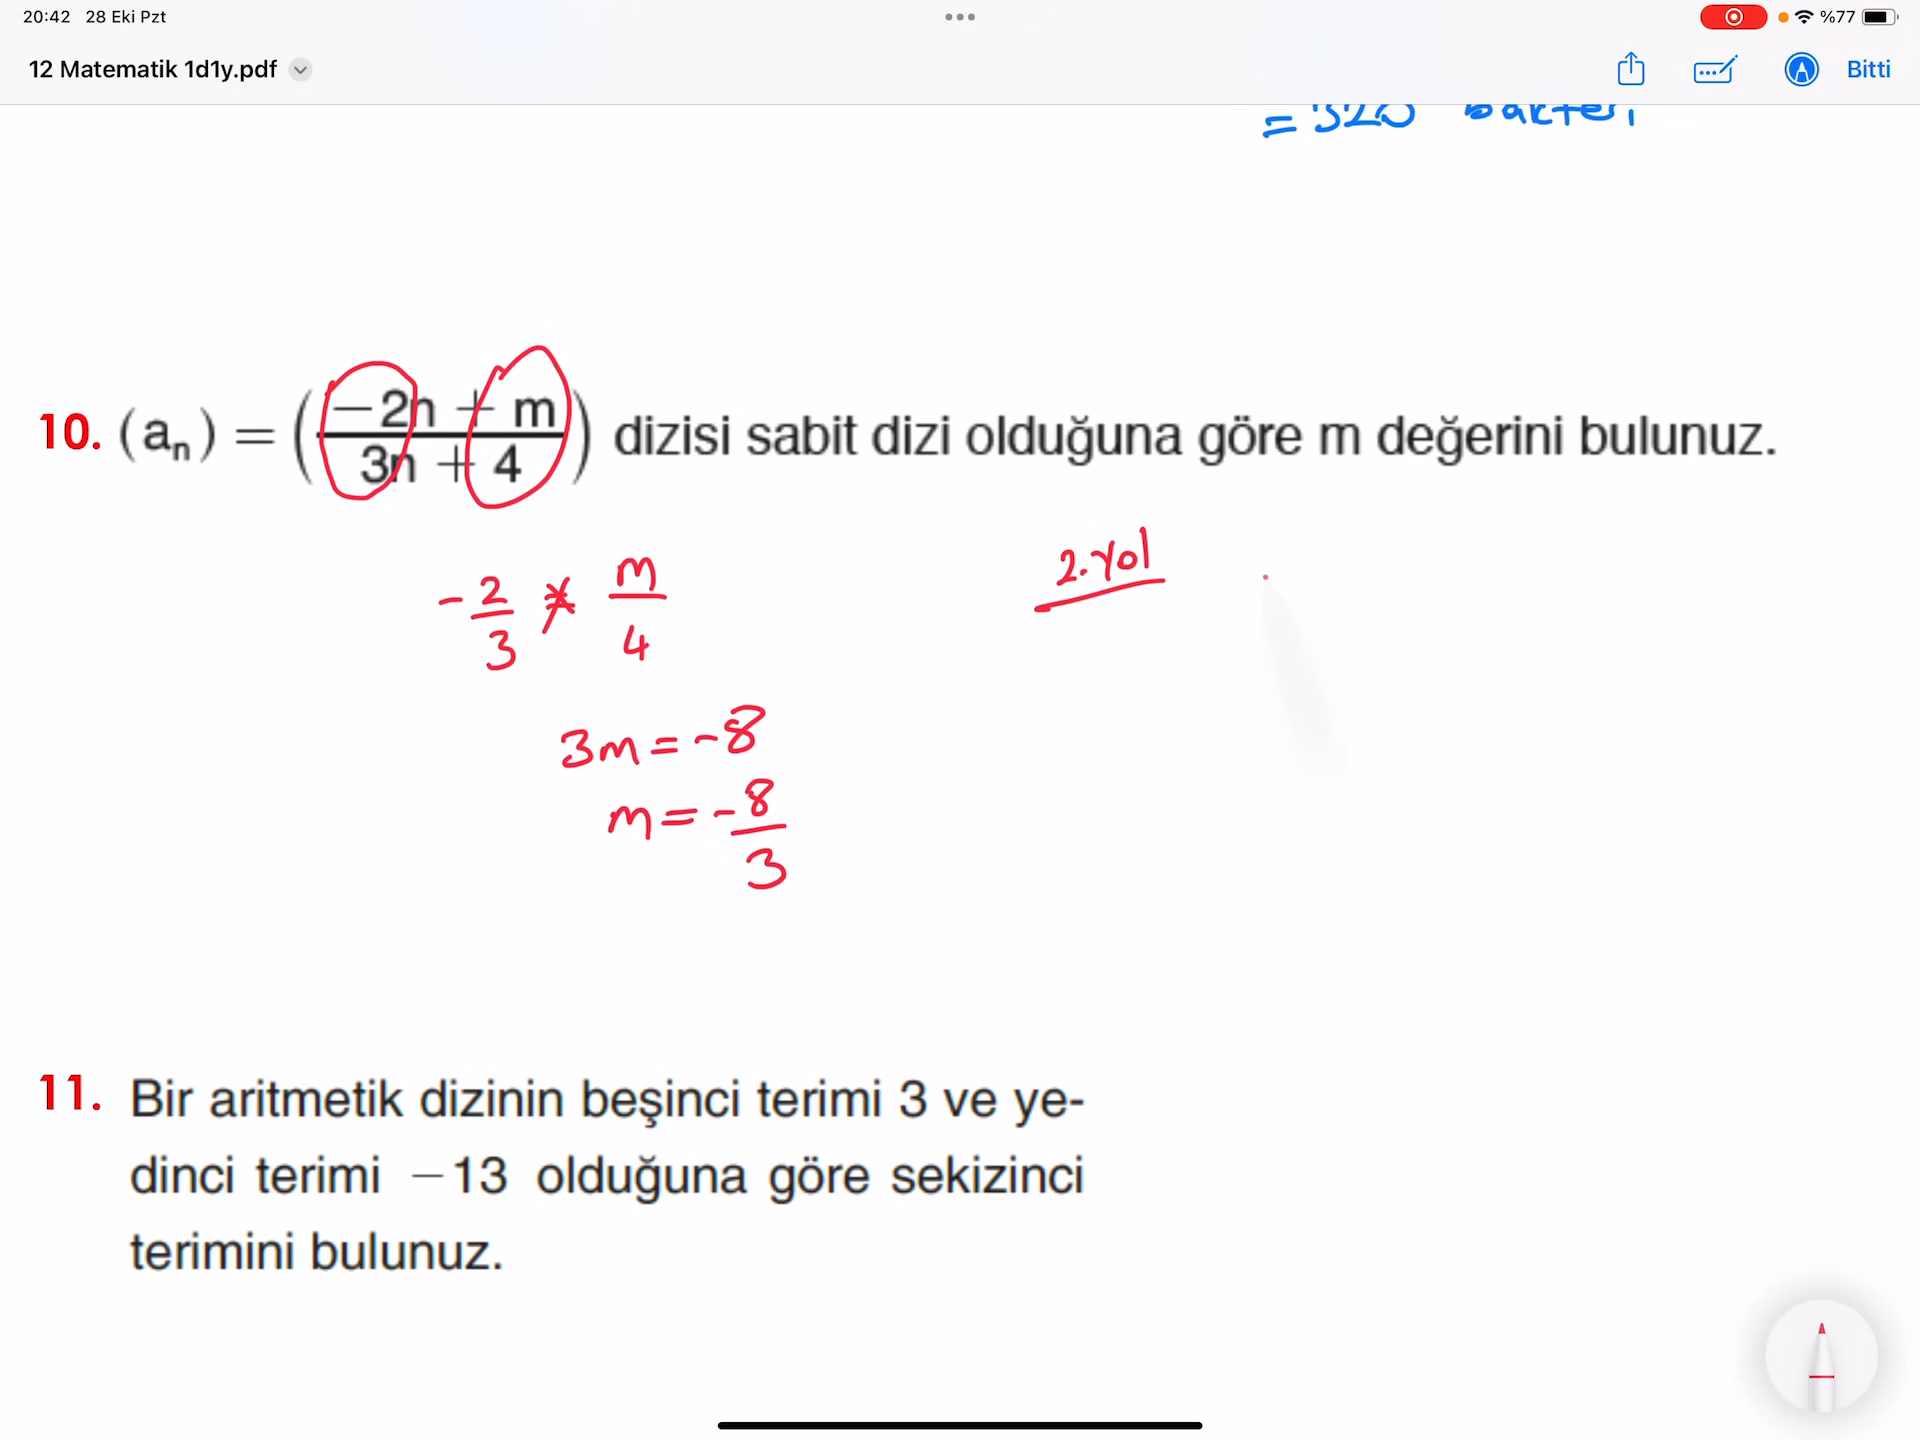 20:42 28 Eki Pzt
%77
12 Matematik 1d1y.pdf
Bitti
= 320 bakteri
10. (aₙ) = ((−2n + m)/(3n + 4)) dizisi sabit dizi olduğuna göre m değerini bulunuz.
2.Yol
-2/3 = m/4
3m = -8
m = -8/3
11. Bir aritmetik dizinin beşinci terimi 3 ve ye-
dinci terimi −13 olduğuna göre sekizinci
terimini bulunuz.